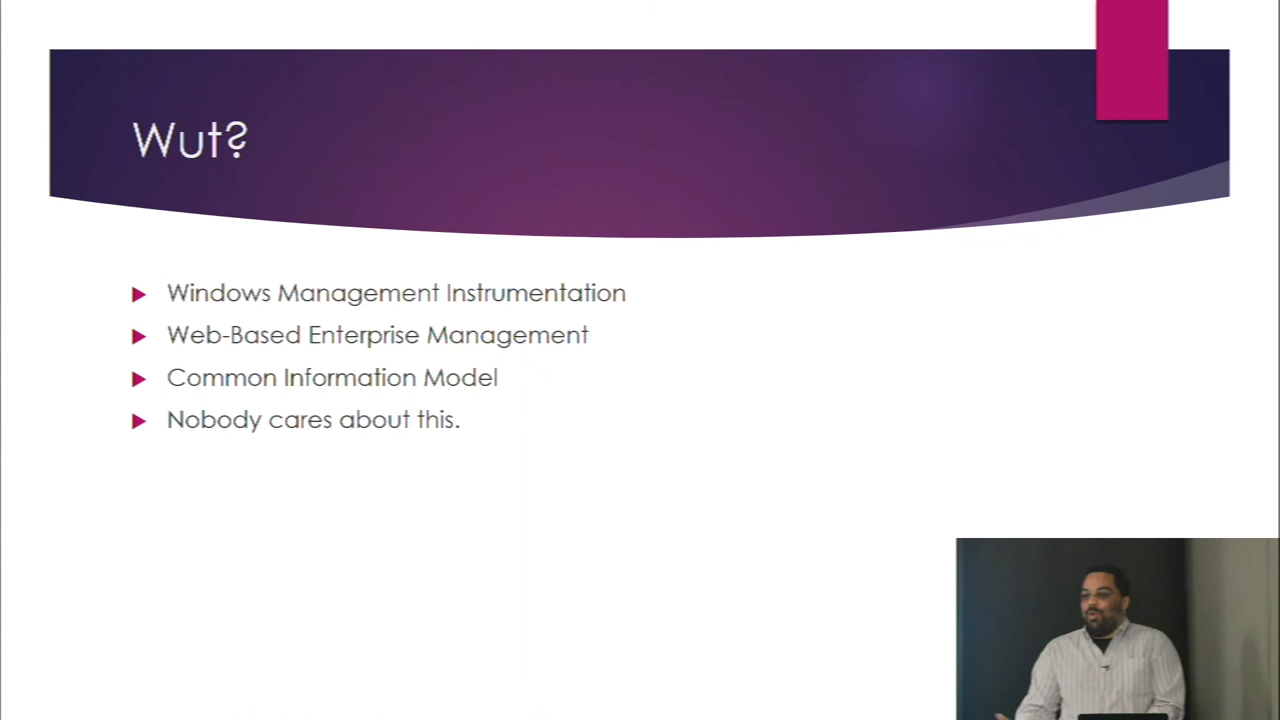 Wut?
Windows Management Instrumentation
Web-Based Enterprise Management
Common Information Model
Nobody cares about this.